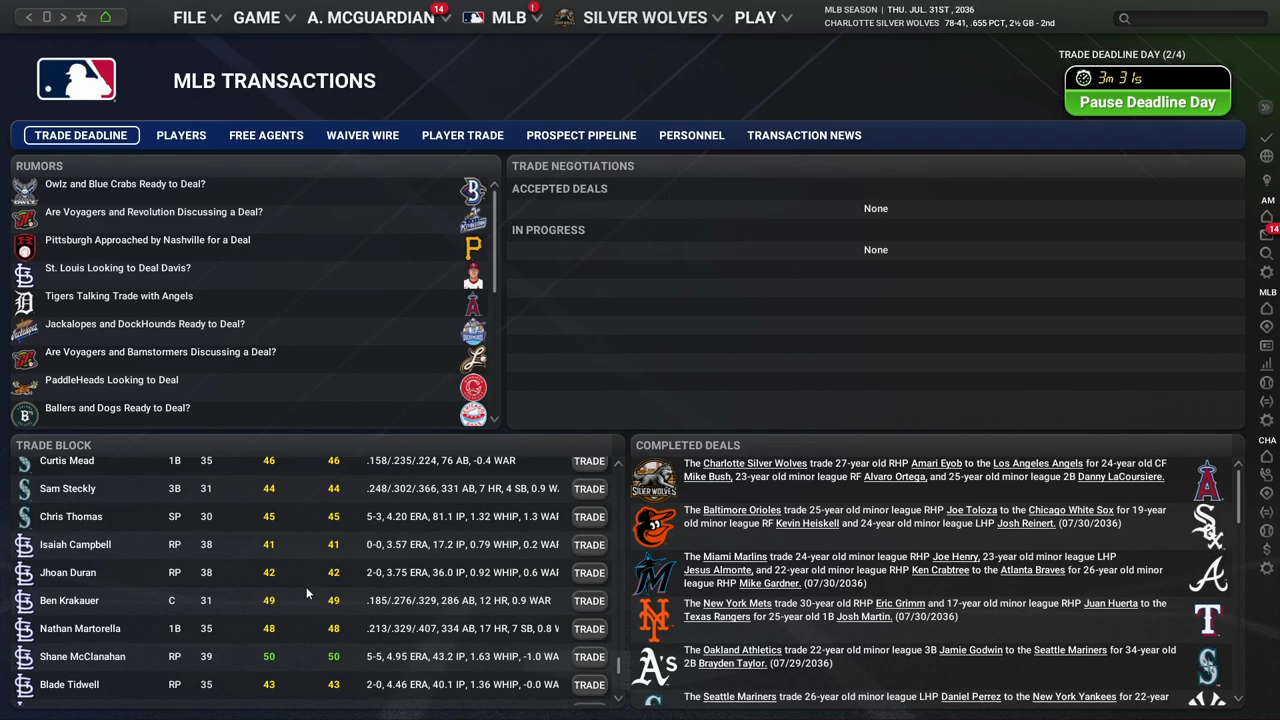 FILE GAME A. MCGUARDIAN 14 MLB 1 SILVER WOLVES PLAY
MLB SEASON | THU. JUL. 31ST , 2036
CHARLOTTE SILVER WOLVES 78-41, .655 PCT, 2½ GB - 2nd
MLB TRANSACTIONS
TRADE DEADLINE DAY (2/4)
3m 31s
Pause Deadline Day
TRADE DEADLINE PLAYERS FREE AGENTS WAIVER WIRE PLAYER TRADE PROSPECT PIPELINE PERSONNEL TRANSACTION NEWS
RUMORS
Owlz and Blue Crabs Ready to Deal?
Are Voyagers and Revolution Discussing a Deal?
Pittsburgh Approached by Nashville for a Deal
St. Louis Looking to Deal Davis?
Tigers Talking Trade with Angels
Jackalopes and DockHounds Ready to Deal?
Are Voyagers and Barnstormers Discussing a Deal?
PaddleHeads Looking to Deal
Ballers and Dogs Ready to Deal?
TRADE NEGOTIATIONS
ACCEPTED DEALS
None
IN PROGRESS
None
TRADE BLOCK
Curtis Mead 1B 35 46 46 .158/.235/.224, 76 AB, -0.4 WAR TRADE
Sam Steckly 3B 31 44 44 .248/.302/.366, 331 AB, 7 HR, 4 SB, 0.9 W TRADE
Chris Thomas SP 30 45 45 5-3, 4.20 ERA, 81.1 IP, 1.32 WHIP, 1.3 WAI TRADE
Isaiah Campbell RP 38 41 41 0-0, 3.57 ERA, 17.2 IP, 0.79 WHIP, 0.2 WAI TRADE
Jhoan Duran RP 38 42 42 2-0, 3.75 ERA, 36.0 IP, 0.92 WHIP, 0.6 WAI TRADE
Ben Krakauer C 31 49 49 .185/.276/.329, 286 AB, 12 HR, 0.9 WAR TRADE
Nathan Martorella 1B 35 48 48 .213/.329/.407, 334 AB, 17 HR, 7 SB, 0.8 W TRADE
Shane McClanahan RP 39 50 50 5-5, 4.95 ERA, 43.2 IP, 1.63 WHIP, -1.0 WA TRADE
Blade Tidwell RP 35 43 43 2-0, 4.46 ERA, 40.1 IP, 1.36 WHIP, -0.0 WA TRADE
COMPLETED DEALS
The Charlotte Silver Wolves trade 27-year old RHP Amari Eyob to the Los Angeles Angels for 24-year old CF
Mike Bush, 23-year old minor league RF Alvaro Ortega, and 25-year old minor league 2B Danny LaCoursiere.
The Baltimore Orioles trade 25-year old minor league RHP Joe Toloza to the Chicago White Sox for 19-year
old minor league RF Kevin Heiskell and 24-year old minor league LHP Josh Reinert. (07/30/2036)
The Miami Marlins trade 24-year old minor league RHP Joe Henry, 23-year old minor league LHP
Jesus Almonte, and 22-year old minor league RHP Ken Crabtree to the Atlanta Braves for 26-year old minor
league RHP Mike Gardner. (07/30/2036)
The New York Mets trade 30-year old RHP Eric Grimm and 17-year old minor league RHP Juan Huerta to the
Texas Rangers for 25-year old 1B Josh Martin. (07/30/2036)
The Oakland Athletics trade 22-year old minor league 3B Jamie Godwin to the Seattle Mariners for 34-year old
2B Brayden Taylor. (07/29/2036)
The Seattle Mariners trade 26-year old minor league LHP Daniel Perrez to the New York Yankees for 22-year
AM
14
MLB
CHA